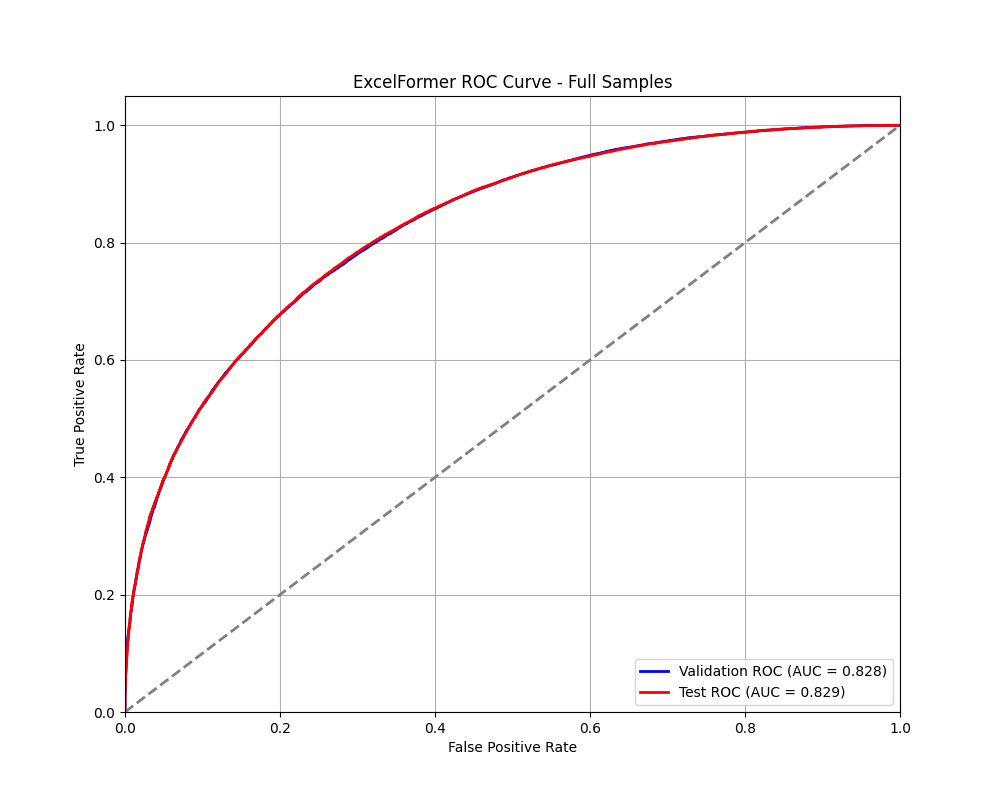 ExcelFormer ROC Curve - Full Samples
True Positive Rate
1.0
0.8
0.6
0.4
0.2
0.0
Validation ROC (AUC = 0.828)
Test ROC (AUC = 0.829)
0.0 0.2 0.4 0.6 0.8 1.0
False Positive Rate